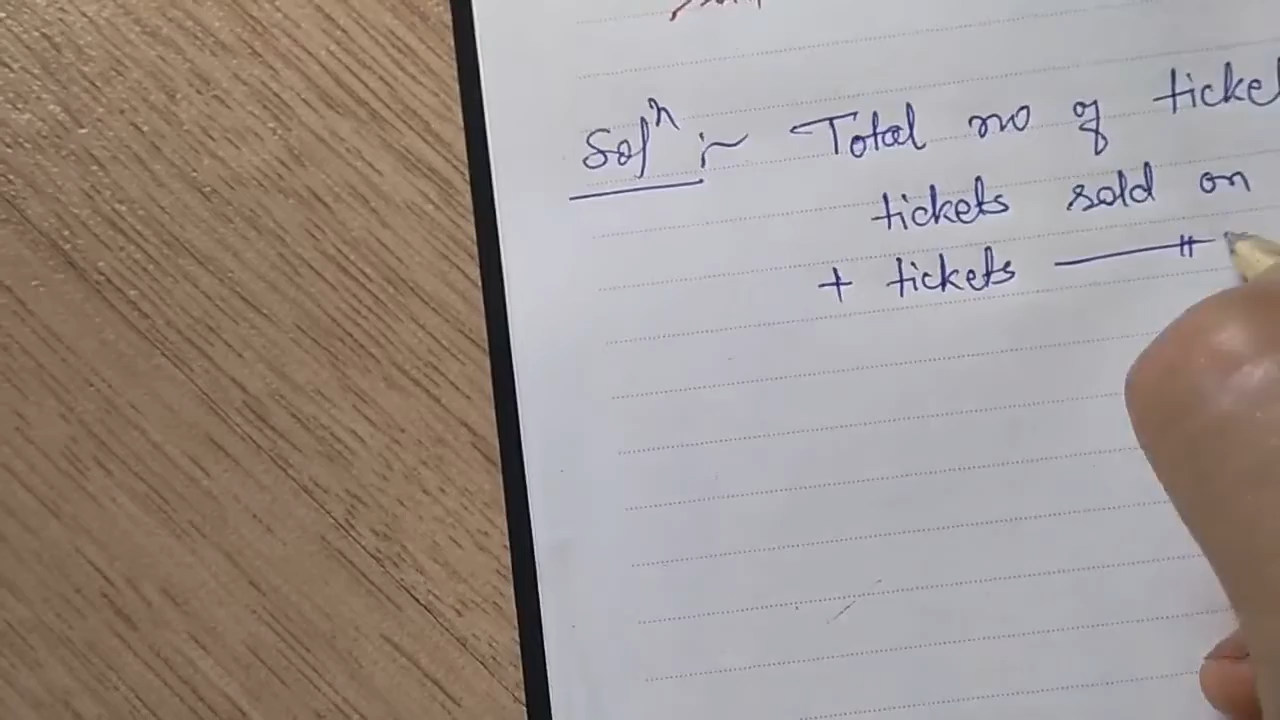 Solⁿ :- Total no of ticke
tickets sold on
+ tickets —〃—